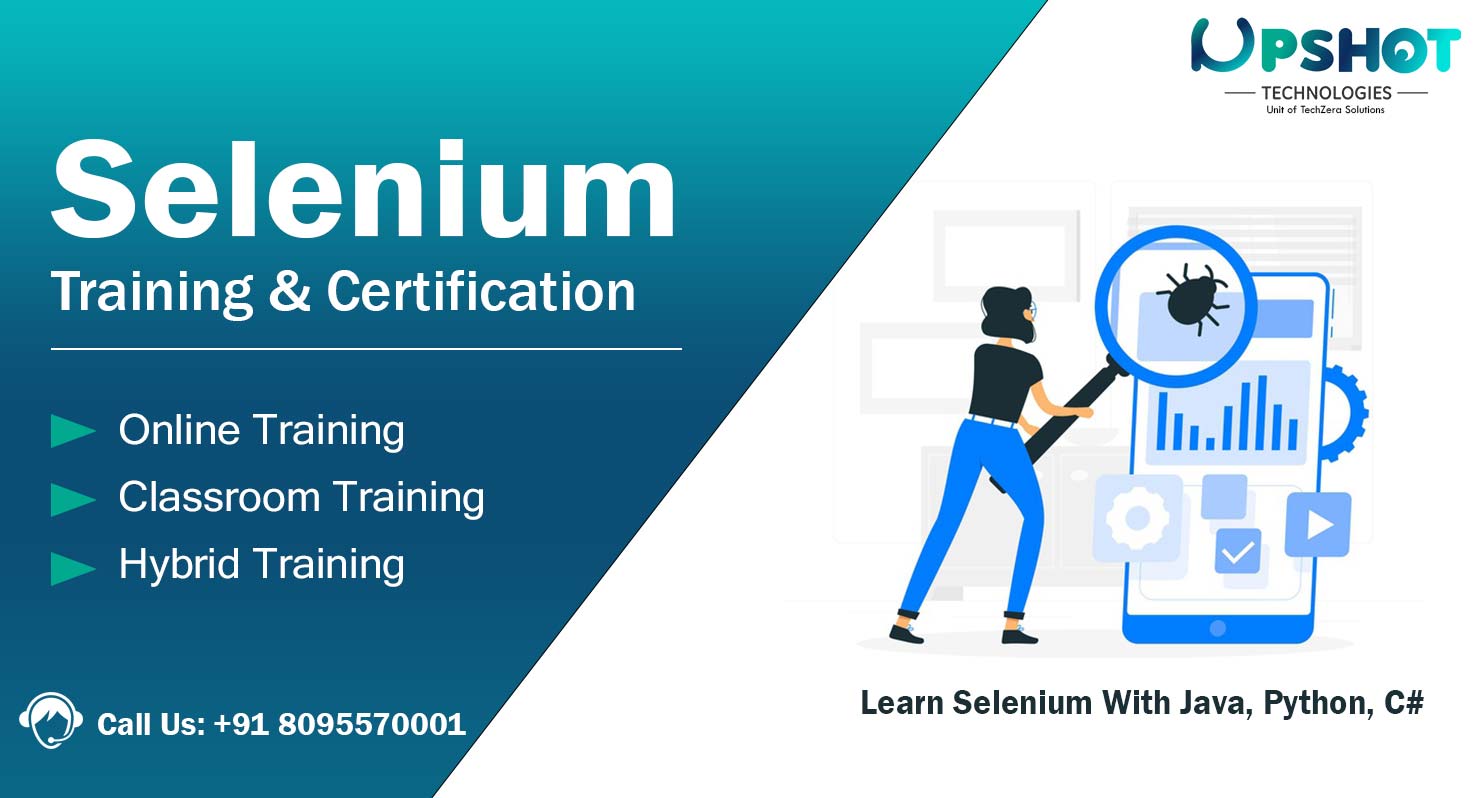 UPSHOT
TECHNOLOGIES
Unit of TechZera Solutions
Selenium
Training & Certification
Online Training
Classroom Training
Hybrid Training
Call Us: +91 8095570001
Learn Selenium With Java, Python, C#